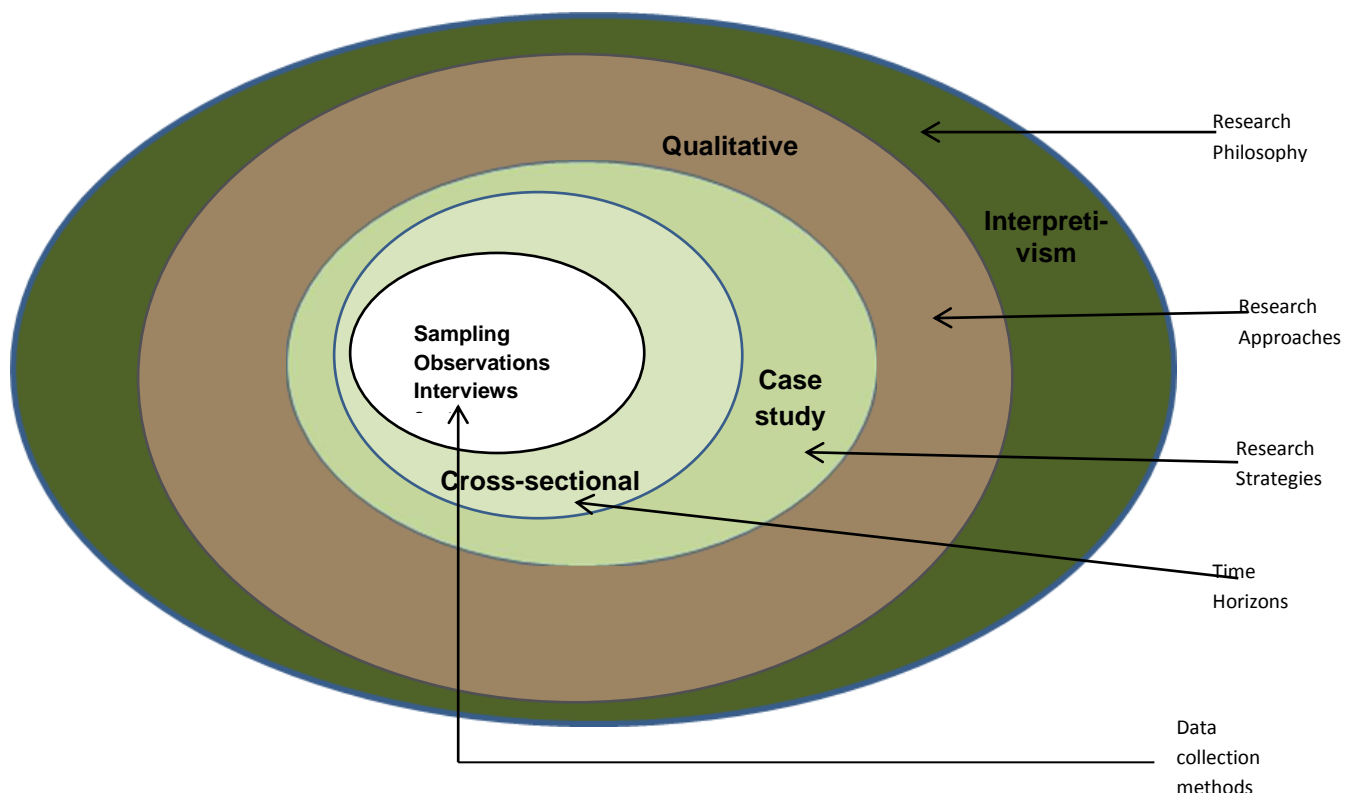 Research
Philosophy
Qualitative
Interpreti-
vism
Research
Approaches
Sampling
Observations
Interviews
Case
study
Research
Strategies
Cross-sectional
Time
Horizons
Data
collection
methods